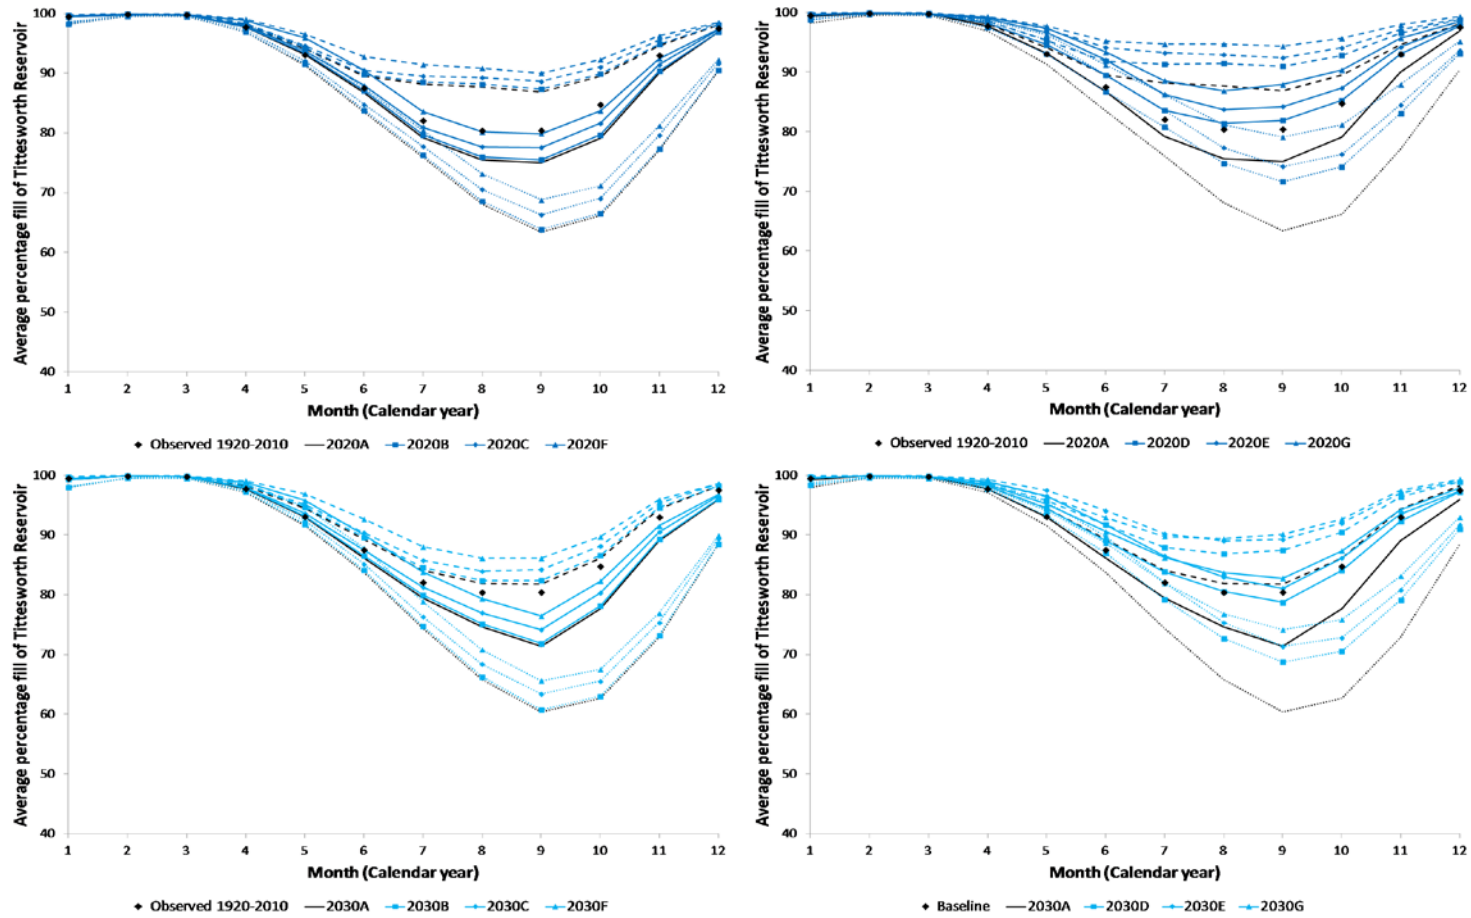 Average percentage fill of Tittesworth Reservoir
100
90
80
70
60
50
40
1 2 3 4 5 6 7 8 9 10 11 12
Month (Calendar year)
Observed 1920-2010 2020A 2020B 2020C 2020F
Average percentage fill of Tittesworth Reservoir
100
90
80
70
60
50
40
1 2 3 4 5 6 7 8 9 10 11 12
Month (Calendar year)
Observed 1920-2010 2020A 2020D 2020E 2020G
Average percentage fill of Tittesworth Reservoir
100
90
80
70
60
50
40
1 2 3 4 5 6 7 8 9 10 11 12
Month (Calendar year)
Observed 1920-2010 2030A 2030B 2030C 2030F
Average percentage fill of Tittesworth Reservoir
100
90
80
70
60
50
40
1 2 3 4 5 6 7 8 9 10 11 12
Month (Calendar year)
Baseline 2030A 2030D 2030E 2030G